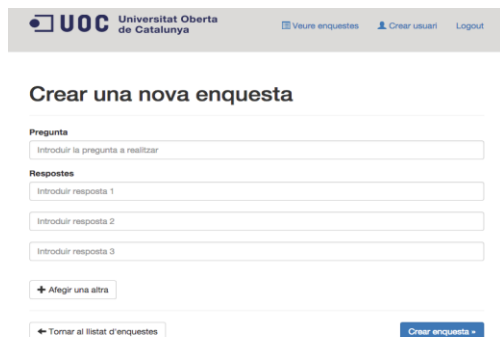 UOC Universitat Oberta
de Catalunya
Veure enquestes Crear usuari Logout
Crear una nova enquesta
Pregunta
Introduir la pregunta a realitzar
Respostes
Introduir resposta 1
Introduir resposta 2
Introduir resposta 3
Afegir una altra
Tornar al llistat d'enquestes Crear enquesta »